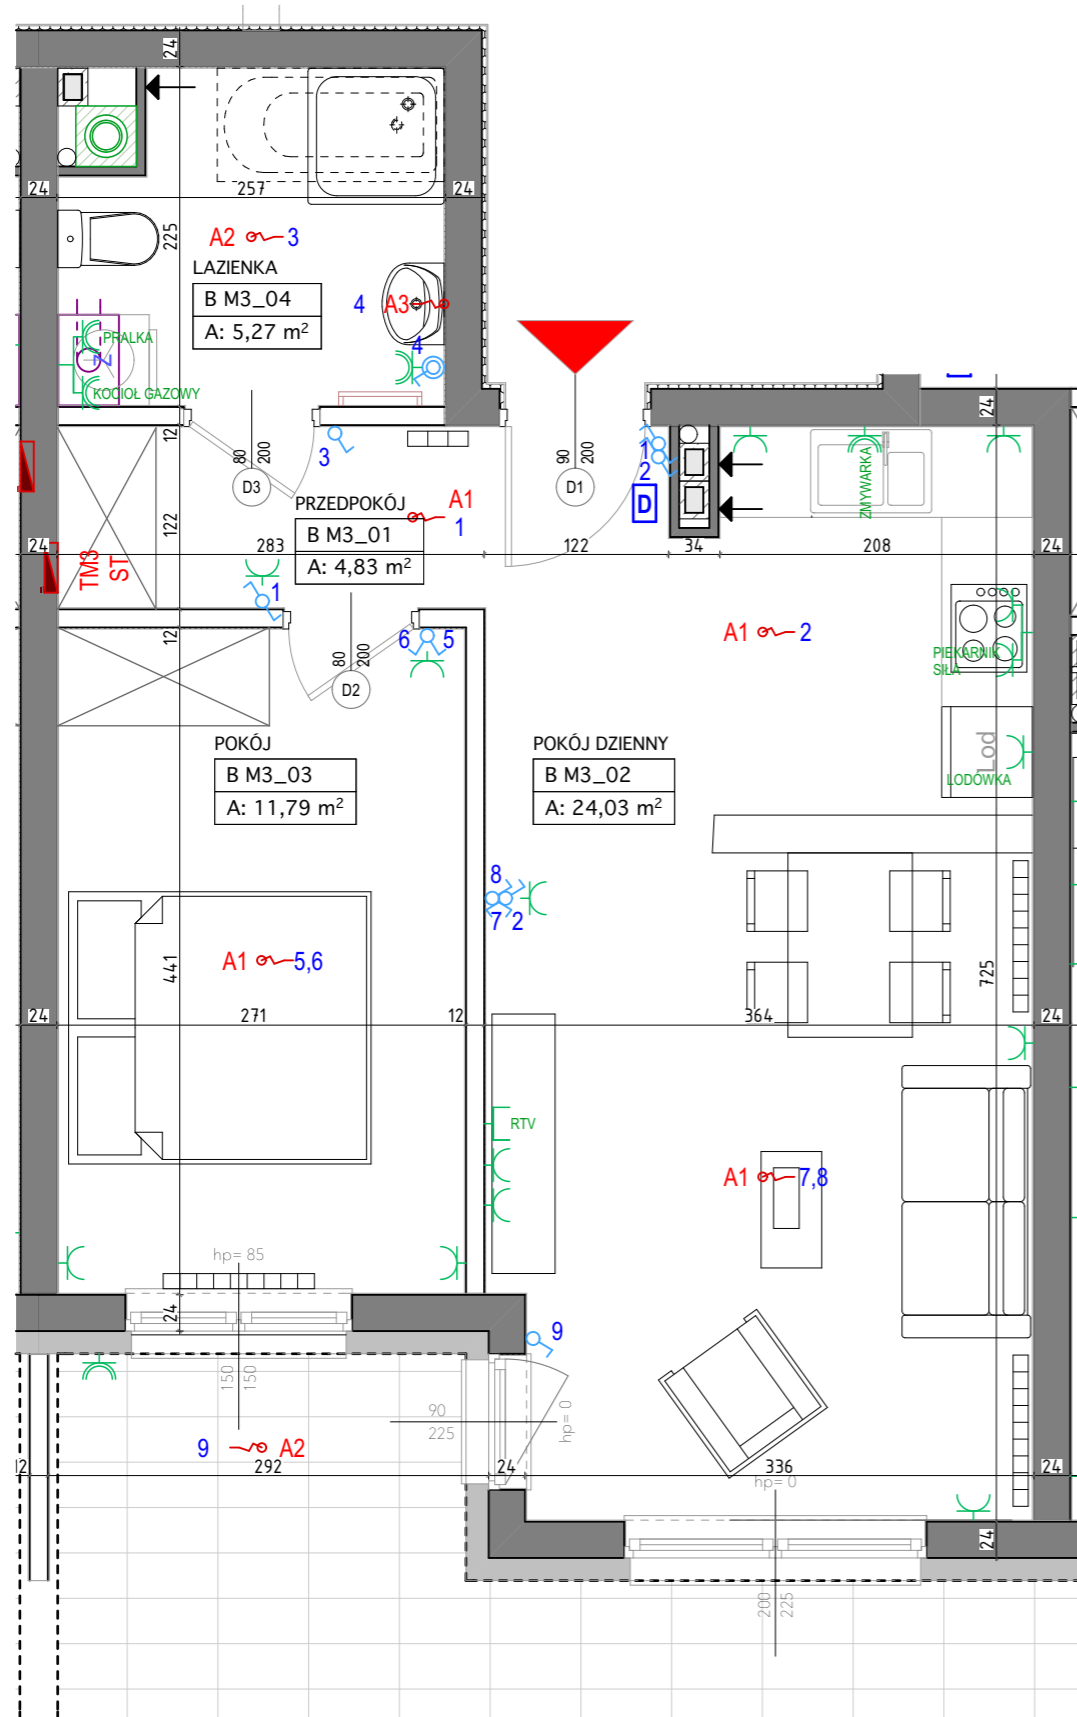 24
24
257
24
225
A2
3
LAZIENKA
B M3_04
A: 5,27 m²
4
A3
4
PRALKA
Z
KOCIOŁ GAZOWY
12
3
80
200
D3
90
200
D1
1
2
D
24
ZMYWARKA
PRZEDPOKÓJ
A1
1
B M3_01
A: 4,83 m²
122
24
283
122
34
208
24
TM3
ST
1
12
6
5
80
200
D2
A1
2
PIEKARNIK
SIŁA
Lod
LODÓWKA
POKÓJ
B M3_03
A: 11,79 m²
POKÓJ DZIENNY
B M3_02
A: 24,03 m²
8
7
2
A1
5,6
441
725
24
271
12
364
24
RTV
A1
7,8
hp= 85
24
9
150
150
90
225
hp= 0
9
A2
12
292
24
336
24
hp= 0
24
200
225